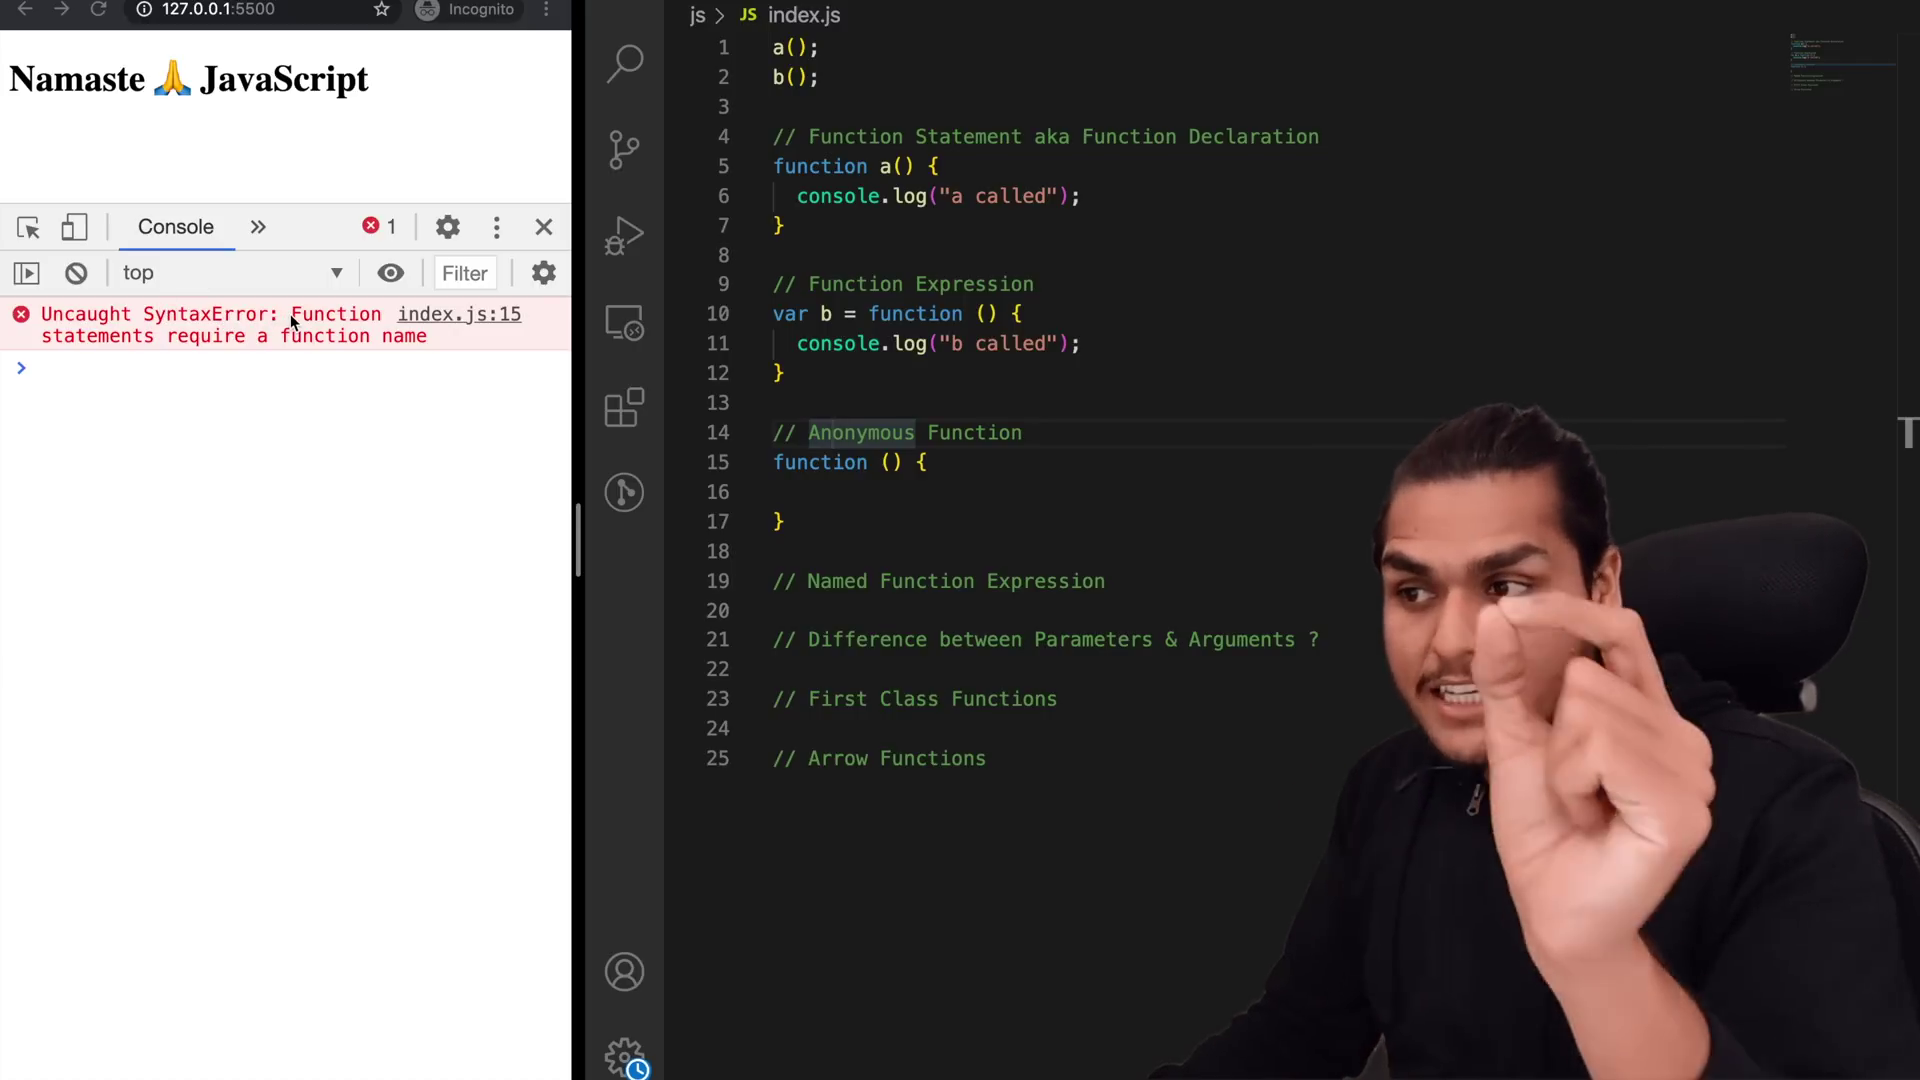 127.0.0.1:5500
Incognito
Namaste 🙏 JavaScript
Console
1
top
Filter
Uncaught SyntaxError: Function index.js:15
statements require a function name
js > JS index.js
1 a();
2 b();
3
4 // Function Statement aka Function Declaration
5 function a() {
6 console.log("a called");
7 }
8
9 // Function Expression
10 var b = function () {
11 console.log("b called");
12 }
13
14 // Anonymous Function
15 function () {
16
17 }
18
19 // Named Function Expression
20
21 // Difference between Parameters & Arguments ?
22
23 // First Class Functions
24
25 // Arrow Functions
T